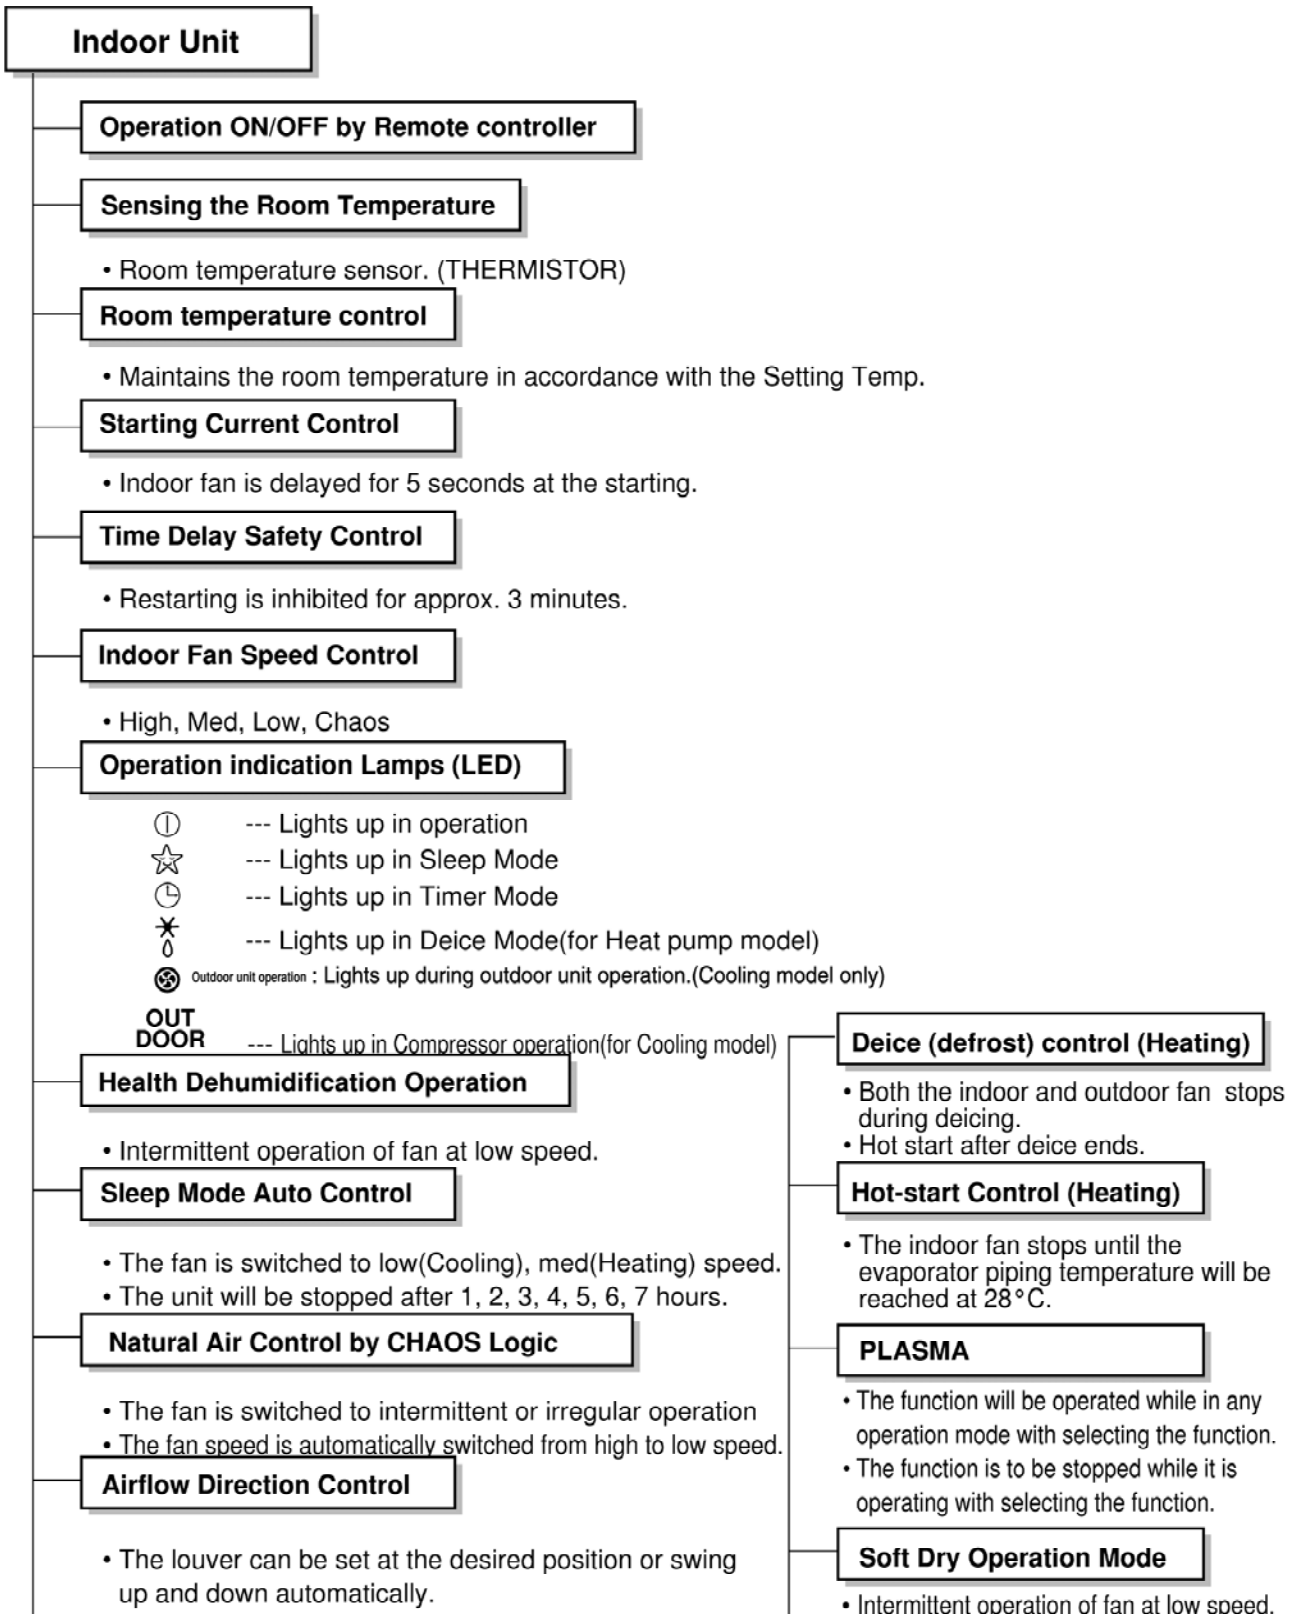 Indoor Unit
Operation ON/OFF by Remote controller
Sensing the Room Temperature
• Room temperature sensor. (THERMISTOR)
Room temperature control
• Maintains the room temperature in accordance with the Setting Temp.
Starting Current Control
• Indoor fan is delayed for 5 seconds at the starting.
Time Delay Safety Control
• Restarting is inhibited for approx. 3 minutes.
Indoor Fan Speed Control
• High, Med, Low, Chaos
Operation indication Lamps (LED)
--- Lights up in operation
--- Lights up in Sleep Mode
--- Lights up in Timer Mode
--- Lights up in Deice Mode(for Heat pump model)
Outdoor unit operation : Lights up during outdoor unit operation.(Cooling model only)
OUT
DOOR --- Lights up in Compressor operation(for Cooling model)
Health Dehumidification Operation
• Intermittent operation of fan at low speed.
Sleep Mode Auto Control
• The fan is switched to low(Cooling), med(Heating) speed.
• The unit will be stopped after 1, 2, 3, 4, 5, 6, 7 hours.
Natural Air Control by CHAOS Logic
• The fan is switched to intermittent or irregular operation
• The fan speed is automatically switched from high to low speed.
Airflow Direction Control
• The louver can be set at the desired position or swing
up and down automatically.
Deice (defrost) control (Heating)
• Both the indoor and outdoor fan stops
during deicing.
• Hot start after deice ends.
Hot-start Control (Heating)
• The indoor fan stops until the
evaporator piping temperature will be
reached at 28°C.
PLASMA
• The function will be operated while in any
operation mode with selecting the function.
• The function is to be stopped while it is
operating with selecting the function.
Soft Dry Operation Mode
• Intermittent operation of fan at low speed.